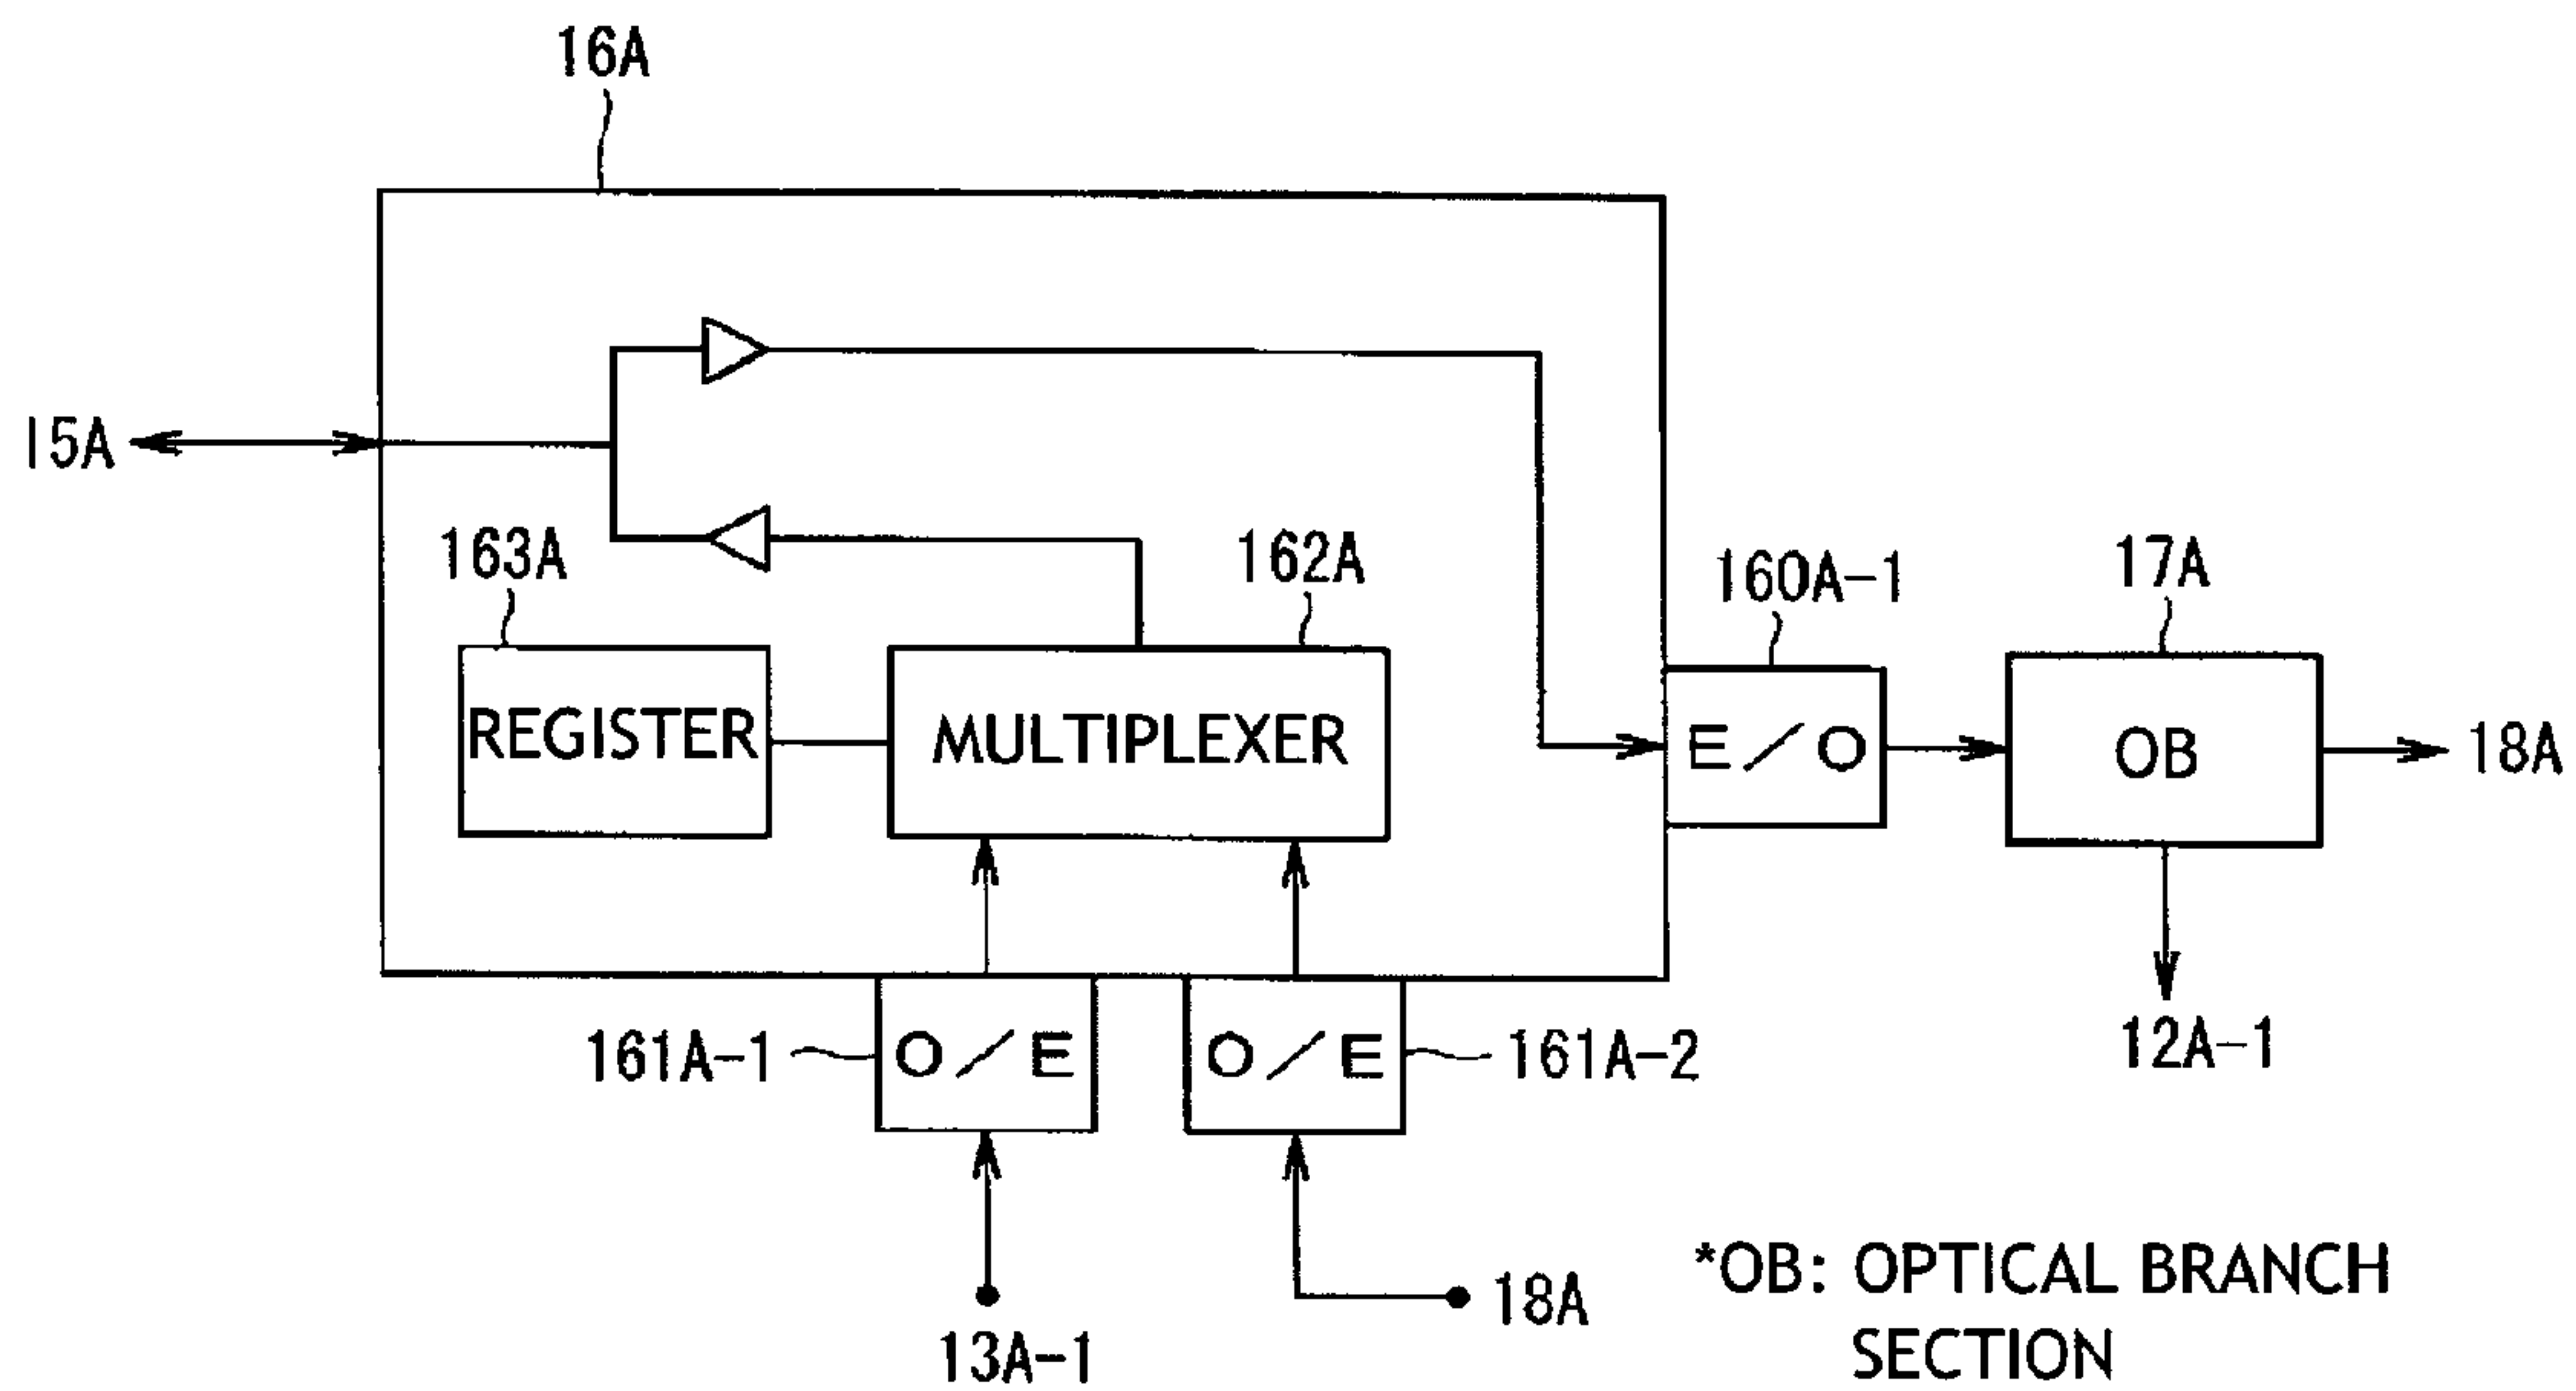 16A
15A
163A
162A
160A-1
17A
REGISTER
MULTIPLEXER
E/O
OB
18A
161A-1
O/E
O/E
161A-2
12A-1
13A-1
18A
*OB: OPTICAL BRANCH
SECTION